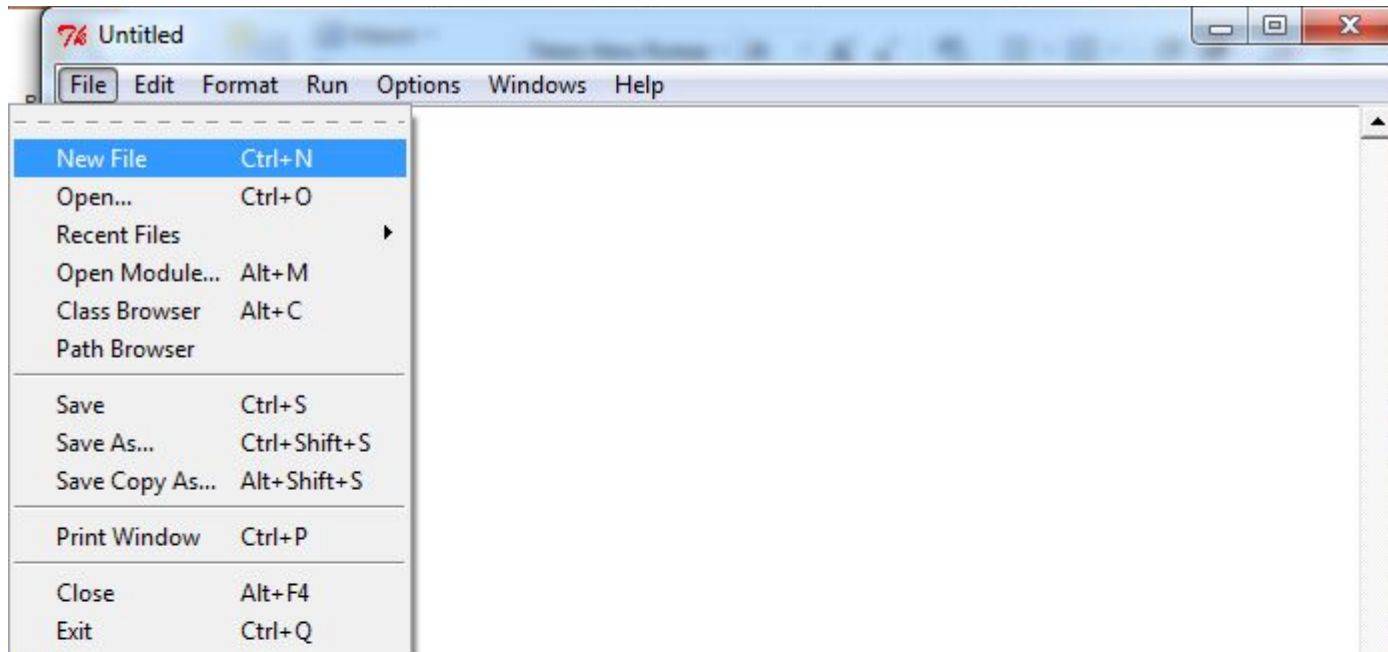 Untitled
File Edit Format Run Options Windows Help
New File Ctrl+N
Open... Ctrl+O
Recent Files
Open Module... Alt+M
Class Browser Alt+C
Path Browser
Save Ctrl+S
Save As... Ctrl+Shift+S
Save Copy As... Alt+Shift+S
Print Window Ctrl+P
Close Alt+F4
Exit Ctrl+Q